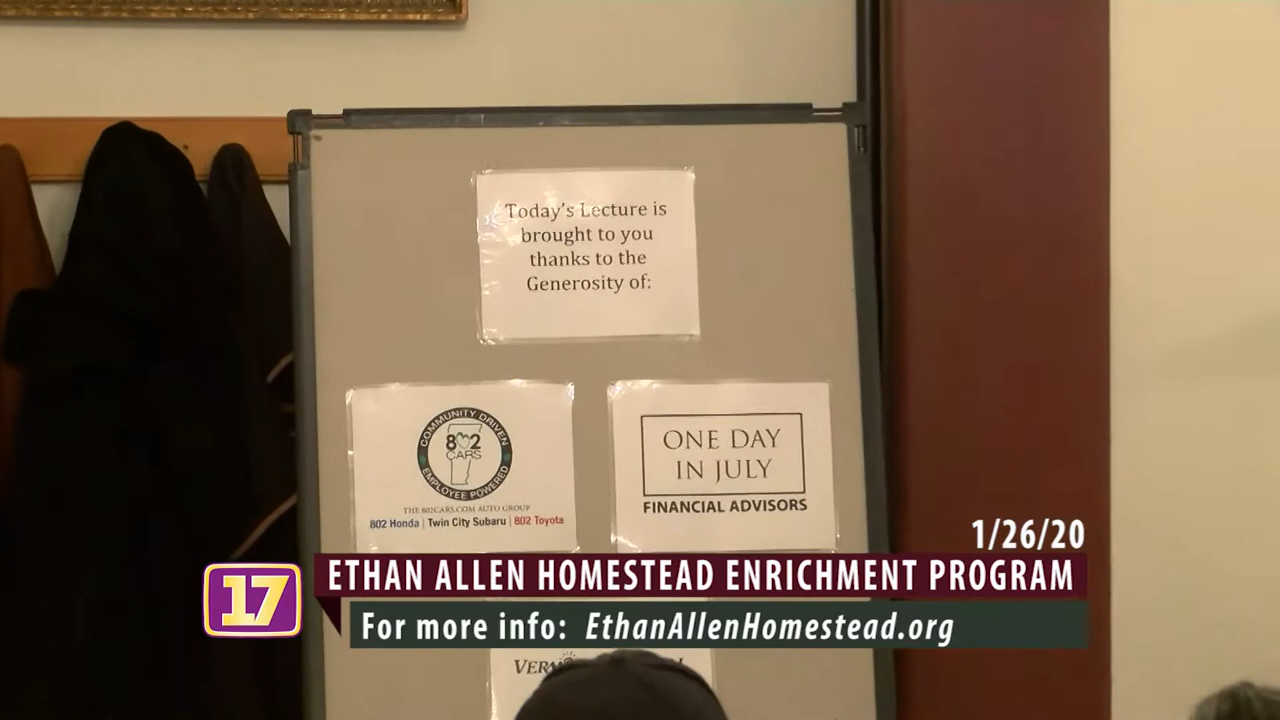 Today's Lecture is
brought to you
thanks to the
Generosity of:
COMMUNITY DRIVEN
802
CARS
EMPLOYEE POWERED
THE 802CARS.COM AUTO GROUP
802 Honda | Twin City Subaru | 802 Toyota
ONE DAY
IN JULY
FINANCIAL ADVISORS
1/26/20
17
ETHAN ALLEN HOMESTEAD ENRICHMENT PROGRAM
For more info: EthanAllenHomestead.org